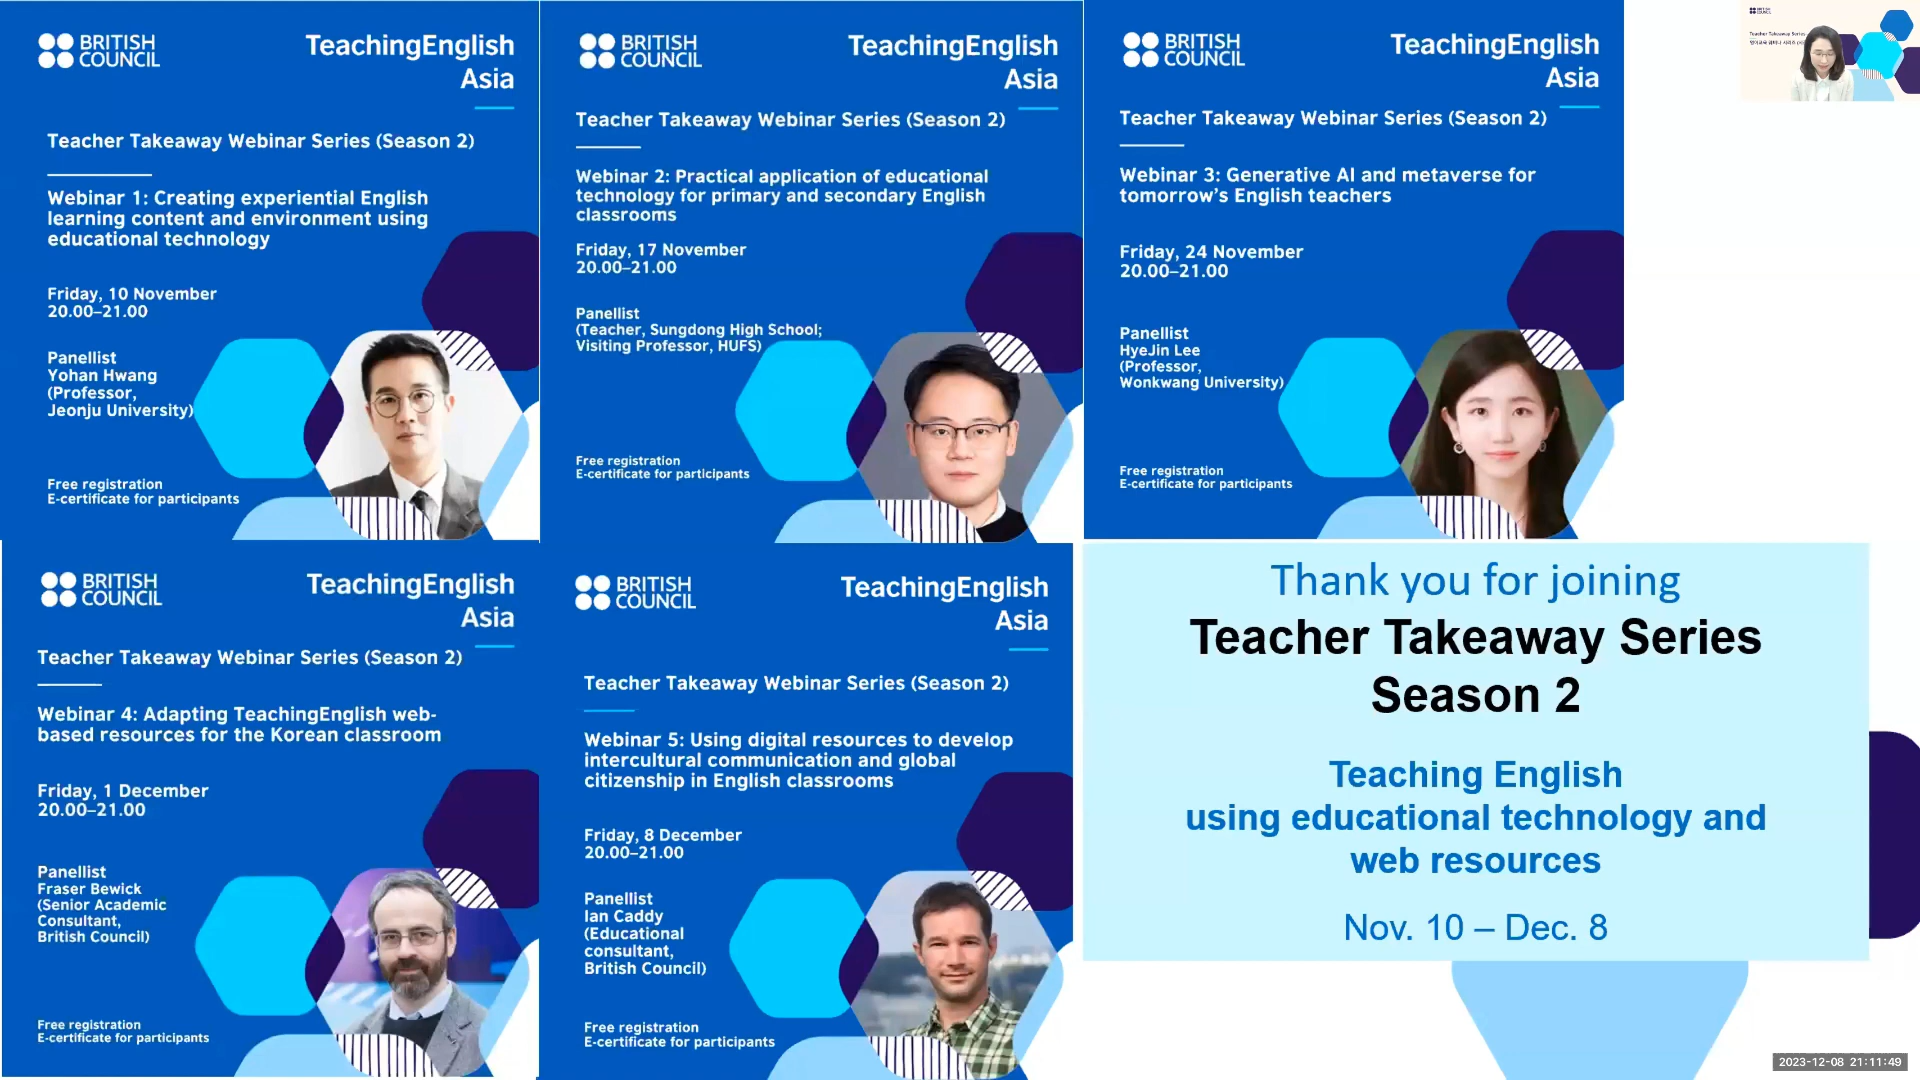 BRITISH
COUNCIL
TeachingEnglish
Asia
Teacher Takeaway Webinar Series (Season 2)
Webinar 1: Creating experiential English
learning content and environment using
educational technology
Friday, 10 November
20.00–21.00
Panellist
Yohan Hwang
(Professor,
Jeonju University)
Free registration
E-certificate for participants
BRITISH
COUNCIL
TeachingEnglish
Asia
Teacher Takeaway Webinar Series (Season 2)
Webinar 2: Practical application of educational
technology for primary and secondary English
classrooms
Friday, 17 November
20.00–21.00
Panellist
(Teacher, Sungdong High School;
Visiting Professor, HUFS)
Free registration
E-certificate for participants
BRITISH
COUNCIL
TeachingEnglish
Asia
Teacher Takeaway Webinar Series (Season 2)
Webinar 3: Generative AI and metaverse for
tomorrow’s English teachers
Friday, 24 November
20.00–21.00
Panellist
HyeJin Lee
(Professor,
Wonkwang University)
Free registration
E-certificate for participants
BRITISH
COUNCIL
Teacher Takeaway Series
BRITISH
COUNCIL
TeachingEnglish
Asia
Teacher Takeaway Webinar Series (Season 2)
Webinar 4: Adapting TeachingEnglish web-
based resources for the Korean classroom
Friday, 1 December
20.00–21.00
Panellist
Fraser Bewick
(Senior Academic
Consultant,
British Council)
Free registration
E-certificate for participants
BRITISH
COUNCIL
TeachingEnglish
Asia
Teacher Takeaway Webinar Series (Season 2)
Webinar 5: Using digital resources to develop
intercultural communication and global
citizenship in English classrooms
Friday, 8 December
20.00–21.00
Panellist
Ian Caddy
(Educational
consultant,
British Council)
Free registration
E-certificate for participants
Thank you for joining
Teacher Takeaway Series
Season 2
Teaching English
using educational technology and
web resources
Nov. 10 – Dec. 8
2023-12-08 21:11:49